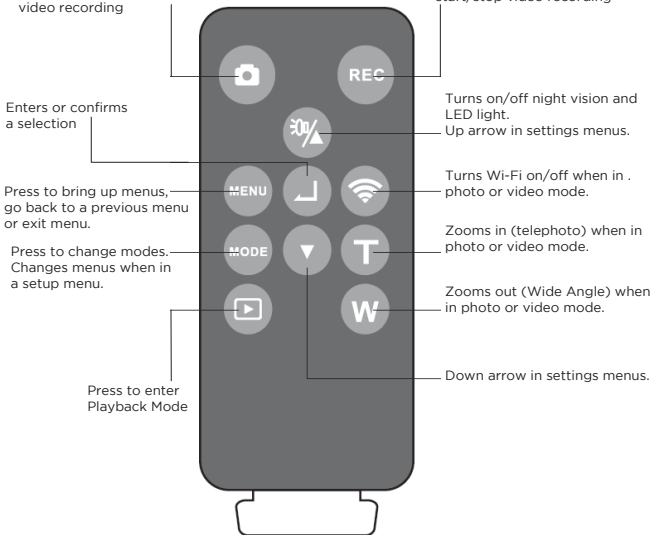 video recording
start/stop video recording
REC
Enters or confirms
a selection
Turns on/off night vision and
LED light.
Up arrow in settings menus.
Press to bring up menus,
go back to a previous menu
or exit menu.
MENU
Turns Wi-Fi on/off when in .
photo or video mode.
Press to change modes.
Changes menus when in
a setup menu.
MODE
T
Zooms in (telephoto) when in
photo or video mode.
W
Zooms out (Wide Angle) when
in photo or video mode.
Down arrow in settings menus.
Press to enter
Playback Mode